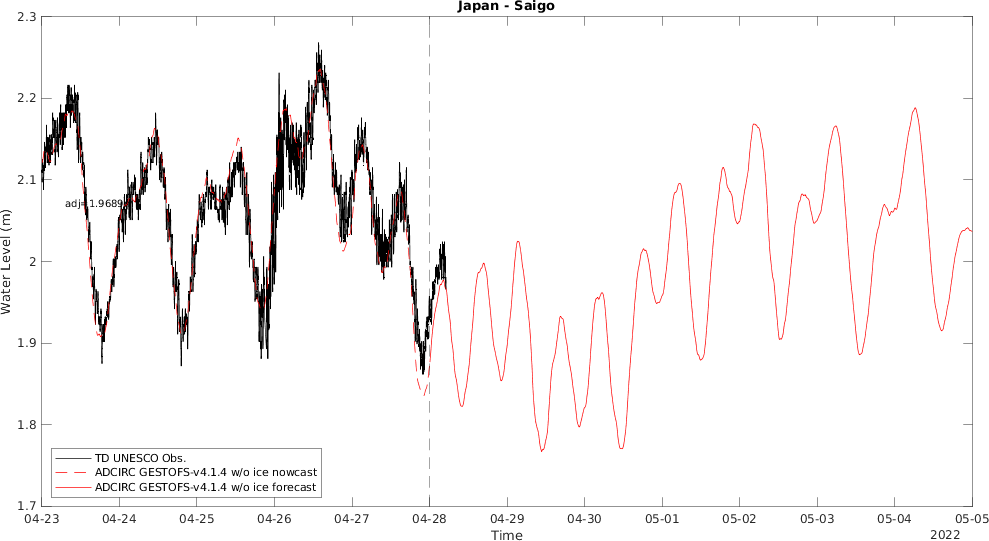 Japan - Saigo
2.3
2.2
2.1
2
1.9
1.8
1.7
Water Level (m)
adj=1.9689
TD UNESCO Obs.
ADCIRC GESTOFS-v4.1.4 w/o ice nowcast
ADCIRC GESTOFS-v4.1.4 w/o ice forecast
04-23 04-24 04-25 04-26 04-27 04-28 04-29 04-30 05-01 05-02 05-03 05-04 05-05
Time
2022